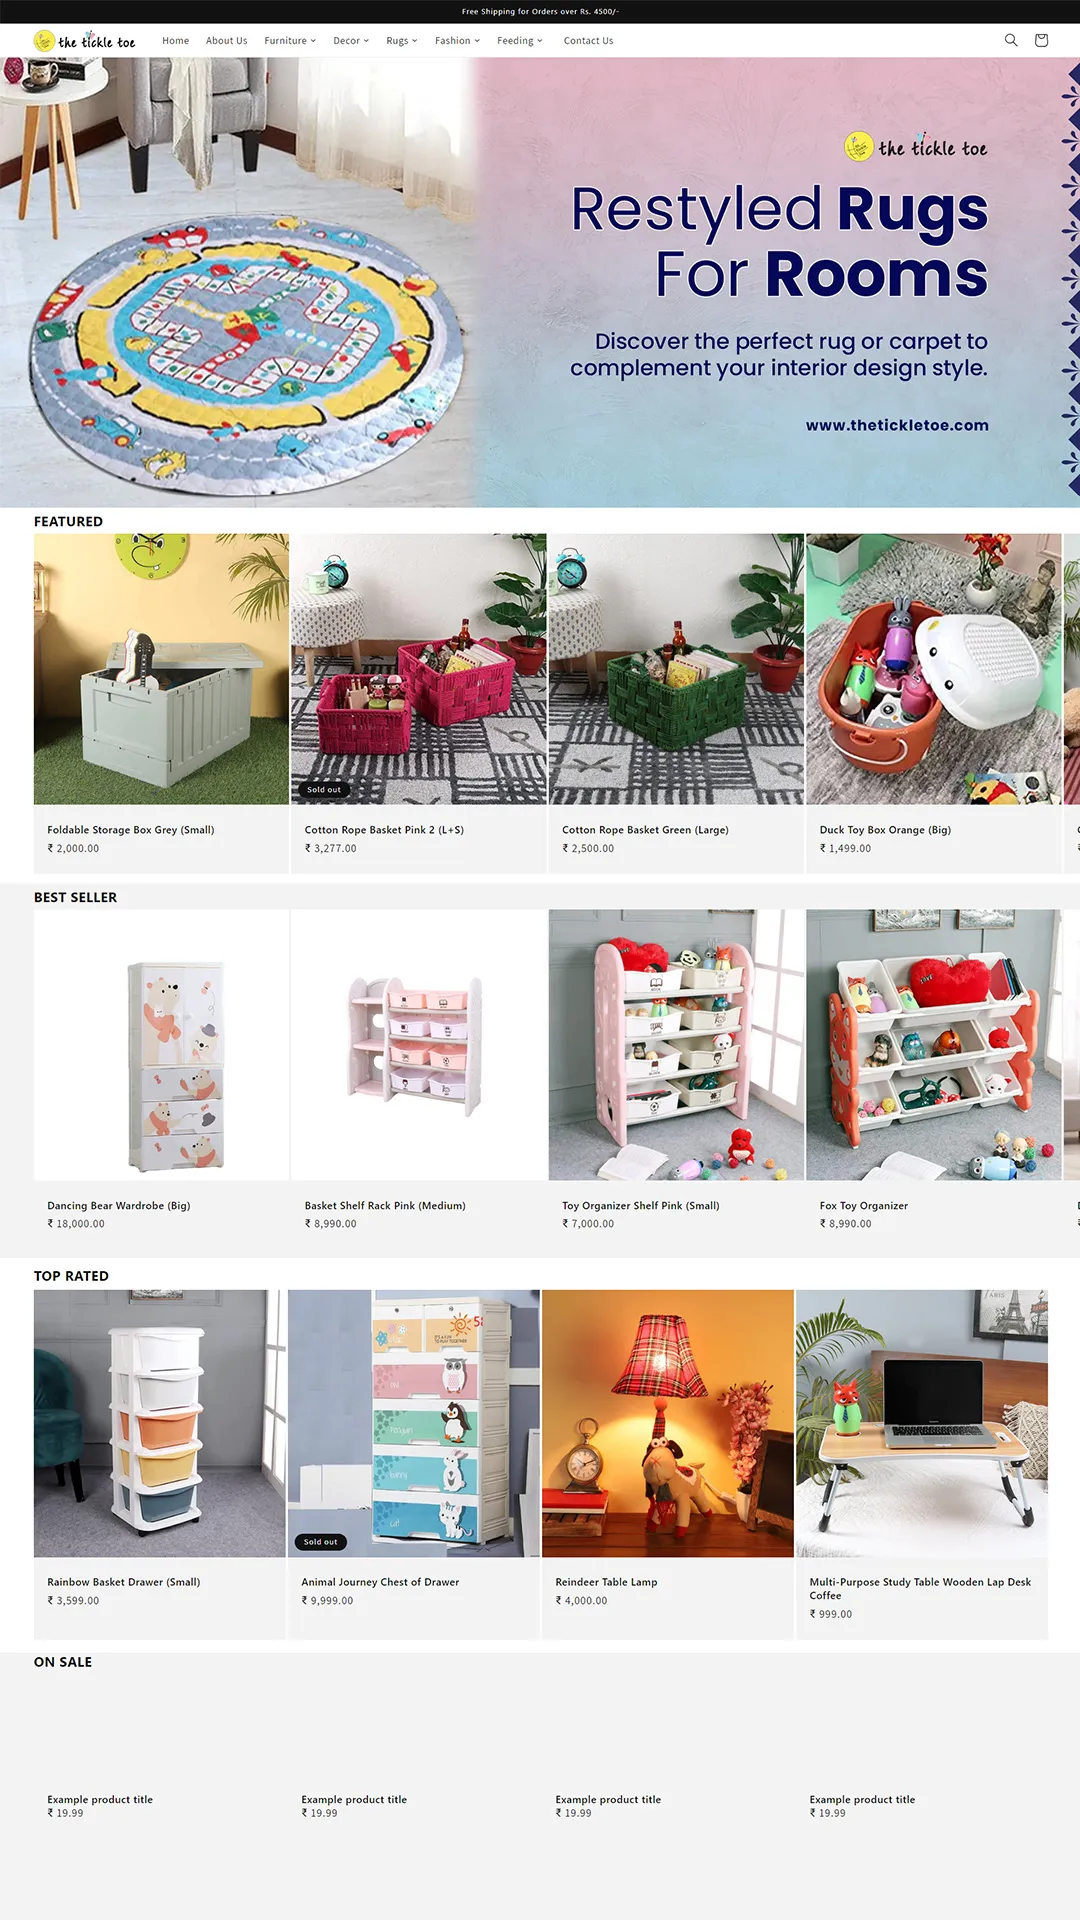 Free Shipping for Orders over Rs. 4500/-
the tickle toe
Home About Us Furniture Decor Rugs Fashion Feeding Contact Us
the tickle toe
Restyled Rugs
For Rooms
Discover the perfect rug or carpet to
complement your interior design style.
www.thetickletoe.com
FEATURED
Sold out
Foldable Storage Box Grey (Small)
₹ 2,000.00
Cotton Rope Basket Pink 2 (L+S)
₹ 3,277.00
Cotton Rope Basket Green (Large)
₹ 2,500.00
Duck Toy Box Orange (Big)
₹ 1,499.00
BEST SELLER
Dancing Bear Wardrobe (Big)
₹ 18,000.00
Basket Shelf Rack Pink (Medium)
₹ 8,990.00
Toy Organizer Shelf Pink (Small)
₹ 7,000.00
Fox Toy Organizer
₹ 8,990.00
TOP RATED
PARIS
Penguin
Sold out
Rainbow Basket Drawer (Small)
₹ 3,599.00
Animal Journey Chest of Drawer
₹ 9,999.00
Reindeer Table Lamp
₹ 4,000.00
Multi-Purpose Study Table Wooden Lap Desk
Coffee
₹ 999.00
ON SALE
Example product title
₹ 19.99
Example product title
₹ 19.99
Example product title
₹ 19.99
Example product title
₹ 19.99